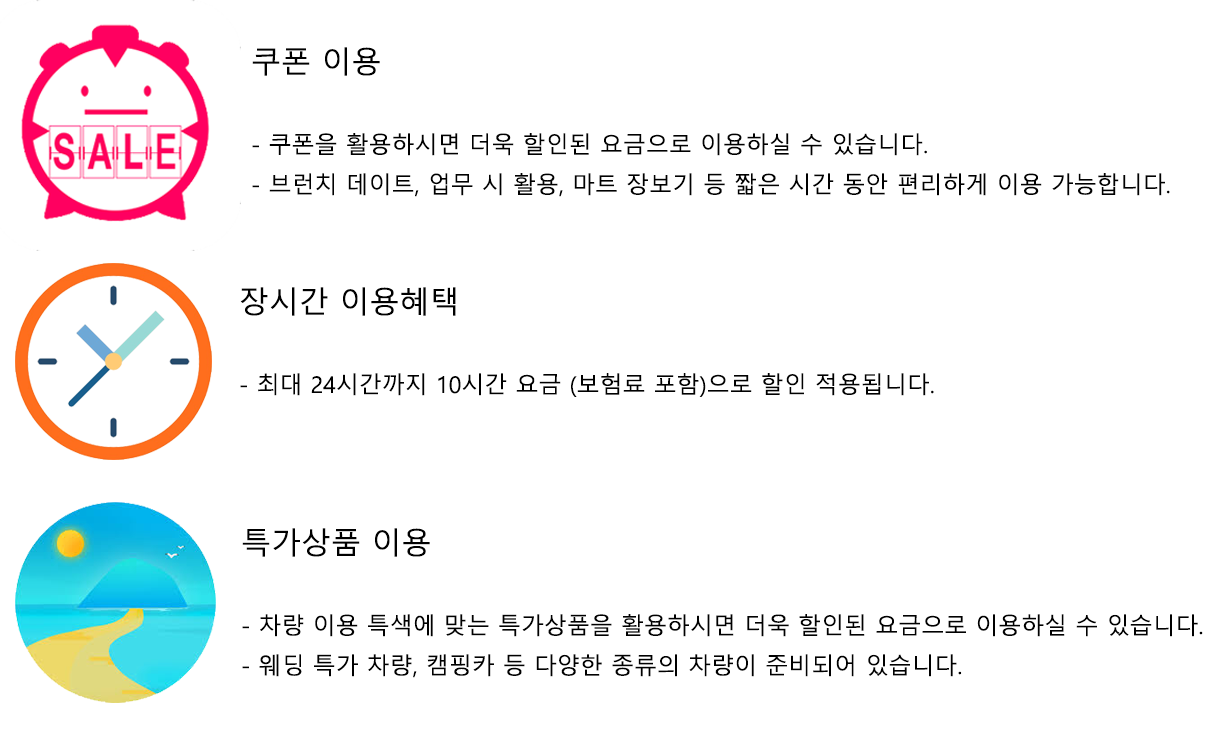 SALE
쿠폰 이용
- 쿠폰을 활용하시면 더욱 할인된 요금으로 이용하실 수 있습니다.
- 브런치 데이트, 업무 시 활용, 마트 장보기 등 짧은 시간 동안 편리하게 이용 가능합니다.
장시간 이용혜택
- 최대 24시간까지 10시간 요금 (보험료 포함)으로 할인 적용됩니다.
특가상품 이용
- 차량 이용 특색에 맞는 특가상품을 활용하시면 더욱 할인된 요금으로 이용하실 수 있습니다.
- 웨딩 특가 차량, 캠핑카 등 다양한 종류의 차량이 준비되어 있습니다.